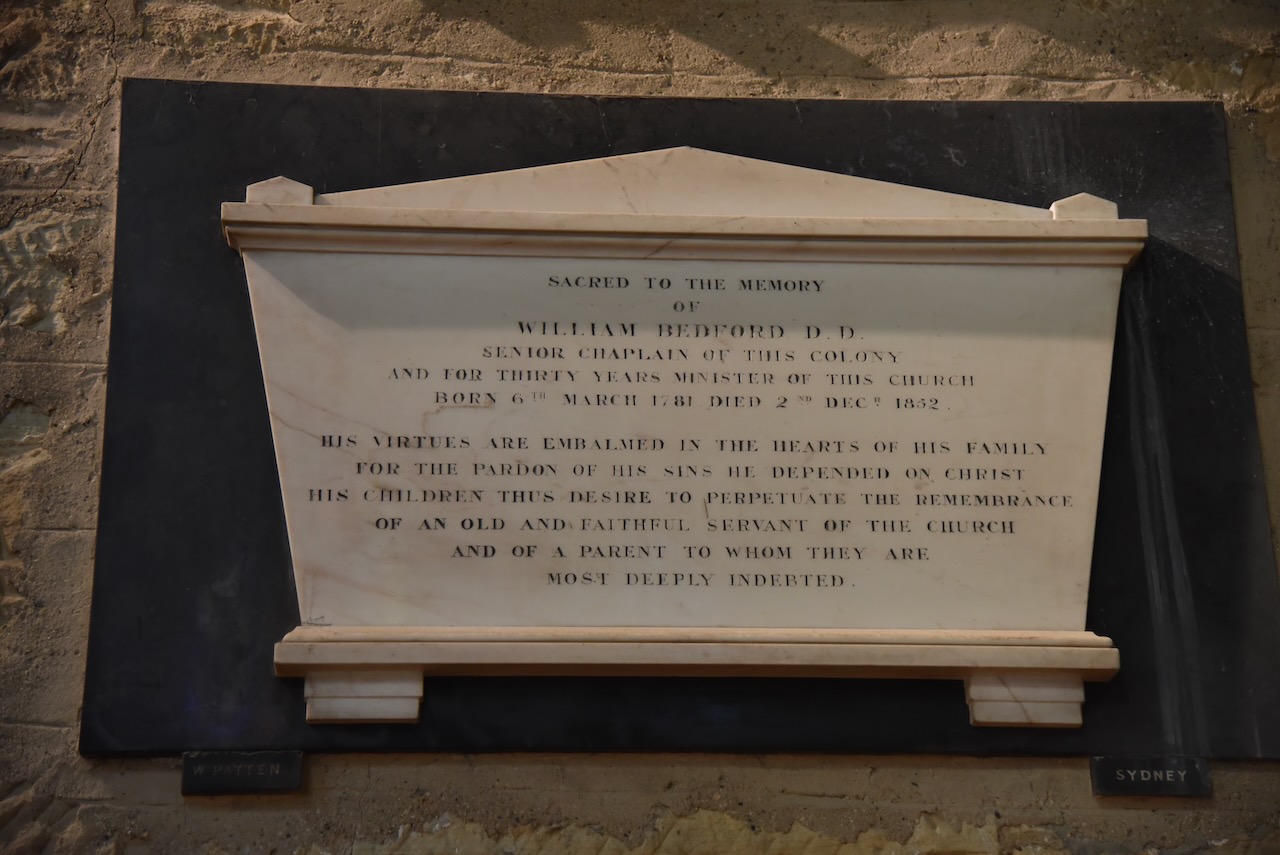 SACRED TO THE MEMORY
OF
WILLIAM BEDFORD D.D.
SENIOR CHAPLAIN OF THIS COLONY
AND FOR THIRTY YEARS MINISTER OF THIS CHURCH
BORN 6TH MARCH 1781 DIED 2ND DECR 1852.
HIS VIRTUES ARE EMBALMED IN THE HEARTS OF HIS FAMILY
FOR THE PARDON OF HIS SINS HE DEPENDED ON CHRIST
HIS CHILDREN THUS DESIRE TO PERPETUATE THE REMEMBRANCE
OF AN OLD AND FAITHFUL SERVANT OF THE CHURCH
AND OF A PARENT TO WHOM THEY ARE
MOST DEEPLY INDEBTED.
W. PATTEN
SYDNEY